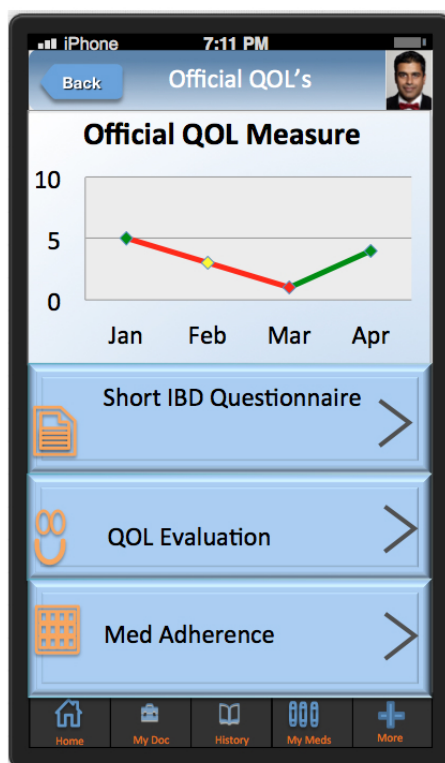 iPhone 7:11 PM
Back Official QOL's
Official QOL Measure
10
5
0
Jan Feb Mar Apr
Short IBD Questionnaire
QOL Evaluation
Med Adherence
Home My Doc History My Meds More